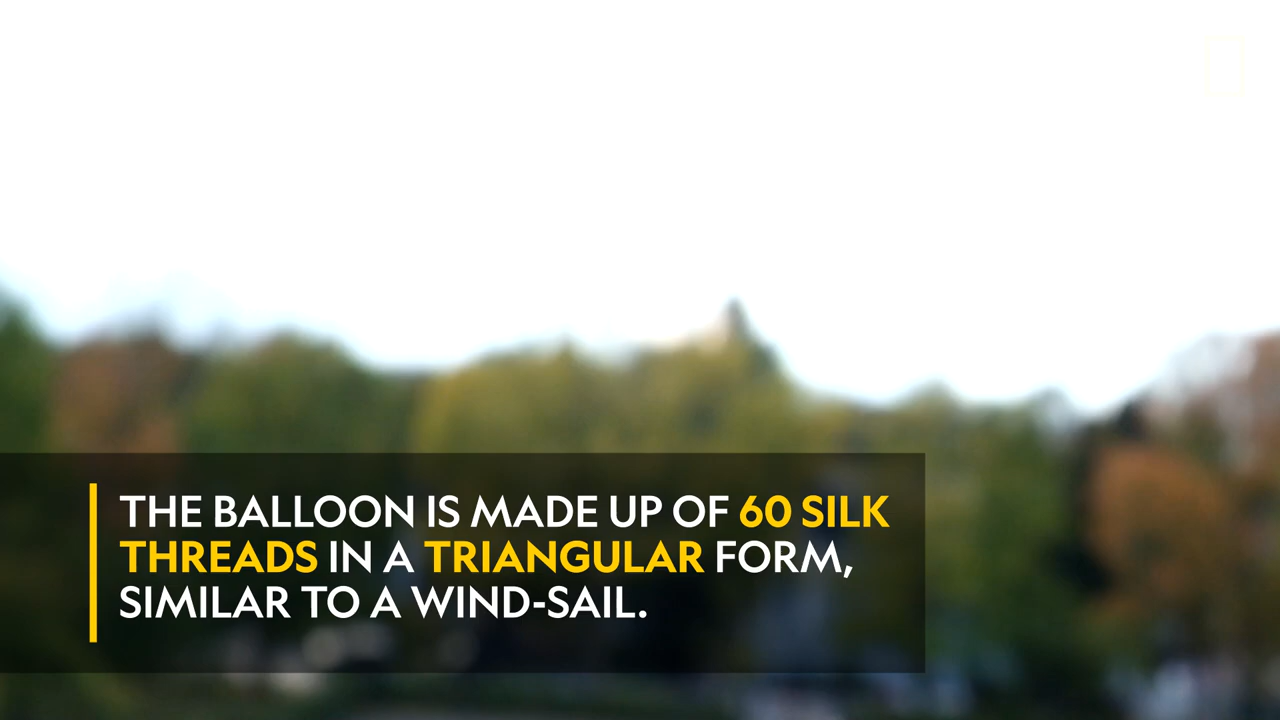 THE BALLOON IS MADE UP OF 60 SILK
THREADS IN A TRIANGULAR FORM,
SIMILAR TO A WIND-SAIL.